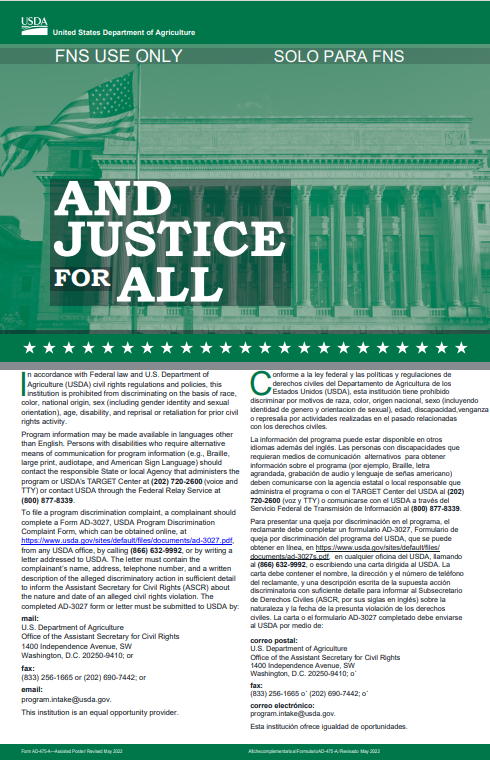 USDA
United States Department of Agriculture
FNS USE ONLY
SOLO PARA FNS
AND
JUSTICE
FOR ALL
In accordance with Federal law and U.S. Department of
Agriculture (USDA) civil rights regulations and policies, this
institution is prohibited from discriminating on the basis of race,
color, national origin, sex (including gender identity and sexual
orientation), age, disability, and reprisal or retaliation for prior civil
rights activity.
Program information may be made available in languages other
than English. Persons with disabilities who require alternative
means of communication for program information (e.g., Braille,
large print, audiotape, and American Sign Language) should
contact the responsible State or local Agency that administers the
program or USDA's TARGET Center at (202) 720-2600 (voice and
TTY) or contact USDA through the Federal Relay Service at
(800) 877-8339.
To file a program discrimination complaint, a complainant should
complete a Form AD-3027, USDA Program Discrimination
Complaint Form, which can be obtained online, at
https://www.usda.gov/sites/default/files/documents/ad-3027.pdf,
from any USDA office, by calling (866) 632-9992, or by writing a
letter addressed to USDA. The letter must contain the
complainant's name, address, telephone number, and a written
description of the alleged discriminatory action in sufficient detail
to inform the Assistant Secretary for Civil Rights (ASCR) about
the nature and date of an alleged civil rights violation. The
completed AD-3027 form or letter must be submitted to USDA by:
mail:
U.S. Department of Agriculture
Office of the Assistant Secretary for Civil Rights
1400 Independence Avenue, SW
Washington, D.C. 20250-9410; or
fax:
(833) 256-1665 or (202) 690-7442; or
email:
program.intake@usda.gov.
This institution is an equal opportunity provider.
Conforme a la ley federal y las políticas y regulaciones de
derechos civiles del Departamento de Agricultura de los
Estados Unidos (USDA), esta institución tiene prohibido
discriminar por motivos de raza, color, origen nacional, sexo (incluyendo
identidad de genero y orientacion de sexual), edad, discapacidad,venganza
o represalia por actividades realizadas en el pasado relacionadas
con los derechos civiles.
La información del programa puede estar disponible en otros
idiomas además del inglés. Las personas con discapacidades que
requieran medios de comunicación alternativos para obtener
información sobre el programa (por ejemplo, Braille, letra
agrandada, grabación de audio y lenguaje de señas americano)
deben comunicarse con la agencia estatal o local responsable que
administra el programa o con el TARGET Center del USDA al (202)
720-2600 (voz y TTY) o comunicarse con el USDA a través del
Servicio Federal de Transmisión de Información al (800) 877-8339.
Para presentar una queja por discriminación en el programa, el
reclamante debe completar un formulario AD-3027, Formulario de
queja por discriminación del programa del USDA, que se puede
obtener en línea, en https://www.usda.gov/sites/default/files/
documents/ad-3027s.pdf, en cualquier oficina del USDA, llamando
al (866) 632-9992, o escribiendo una carta dirigida al USDA. La
carta debe contener el nombre, la dirección y el número de teléfono
del reclamante, y una descripción escrita de la supuesta acción
discriminatoria con suficiente detalle para informar al Subsecretario
de Derechos Civiles (ASCR, por sus siglas en inglés) sobre la
naturaleza y fecha de la presunta violación de los derechos
civiles. La carta o el formulario AD-3027 completado debe enviarse
al USDA por medio de:
correo postal:
U.S. Department of Agriculture
Office of the Assistant Secretary for Civil Rights
1400 Independence Avenue, SW
Washington, D.C. 20250-9410; o'
fax:
(833) 256-1665 o' (202) 690-7442; o'
correo electrónico:
program.intake@usda.gov.
Esta institución ofrece igualdad de oportunidades.
Form AD-475-A—Assisted Poster/ Revised May 2022
Afiche complementario al Formulario AD-475-A/ Revisado May 2022